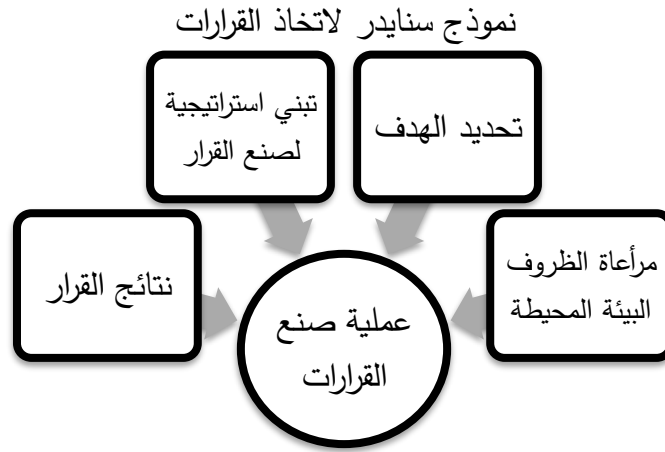 نموذج سنايدر لاتخاذ القرارات
تحديد الهدف
تبني استراتيجية
لصنع القرار
مرأعاة الظروف
البيئة المحيطة
نتائج القرار
عملية صنع
القرارات